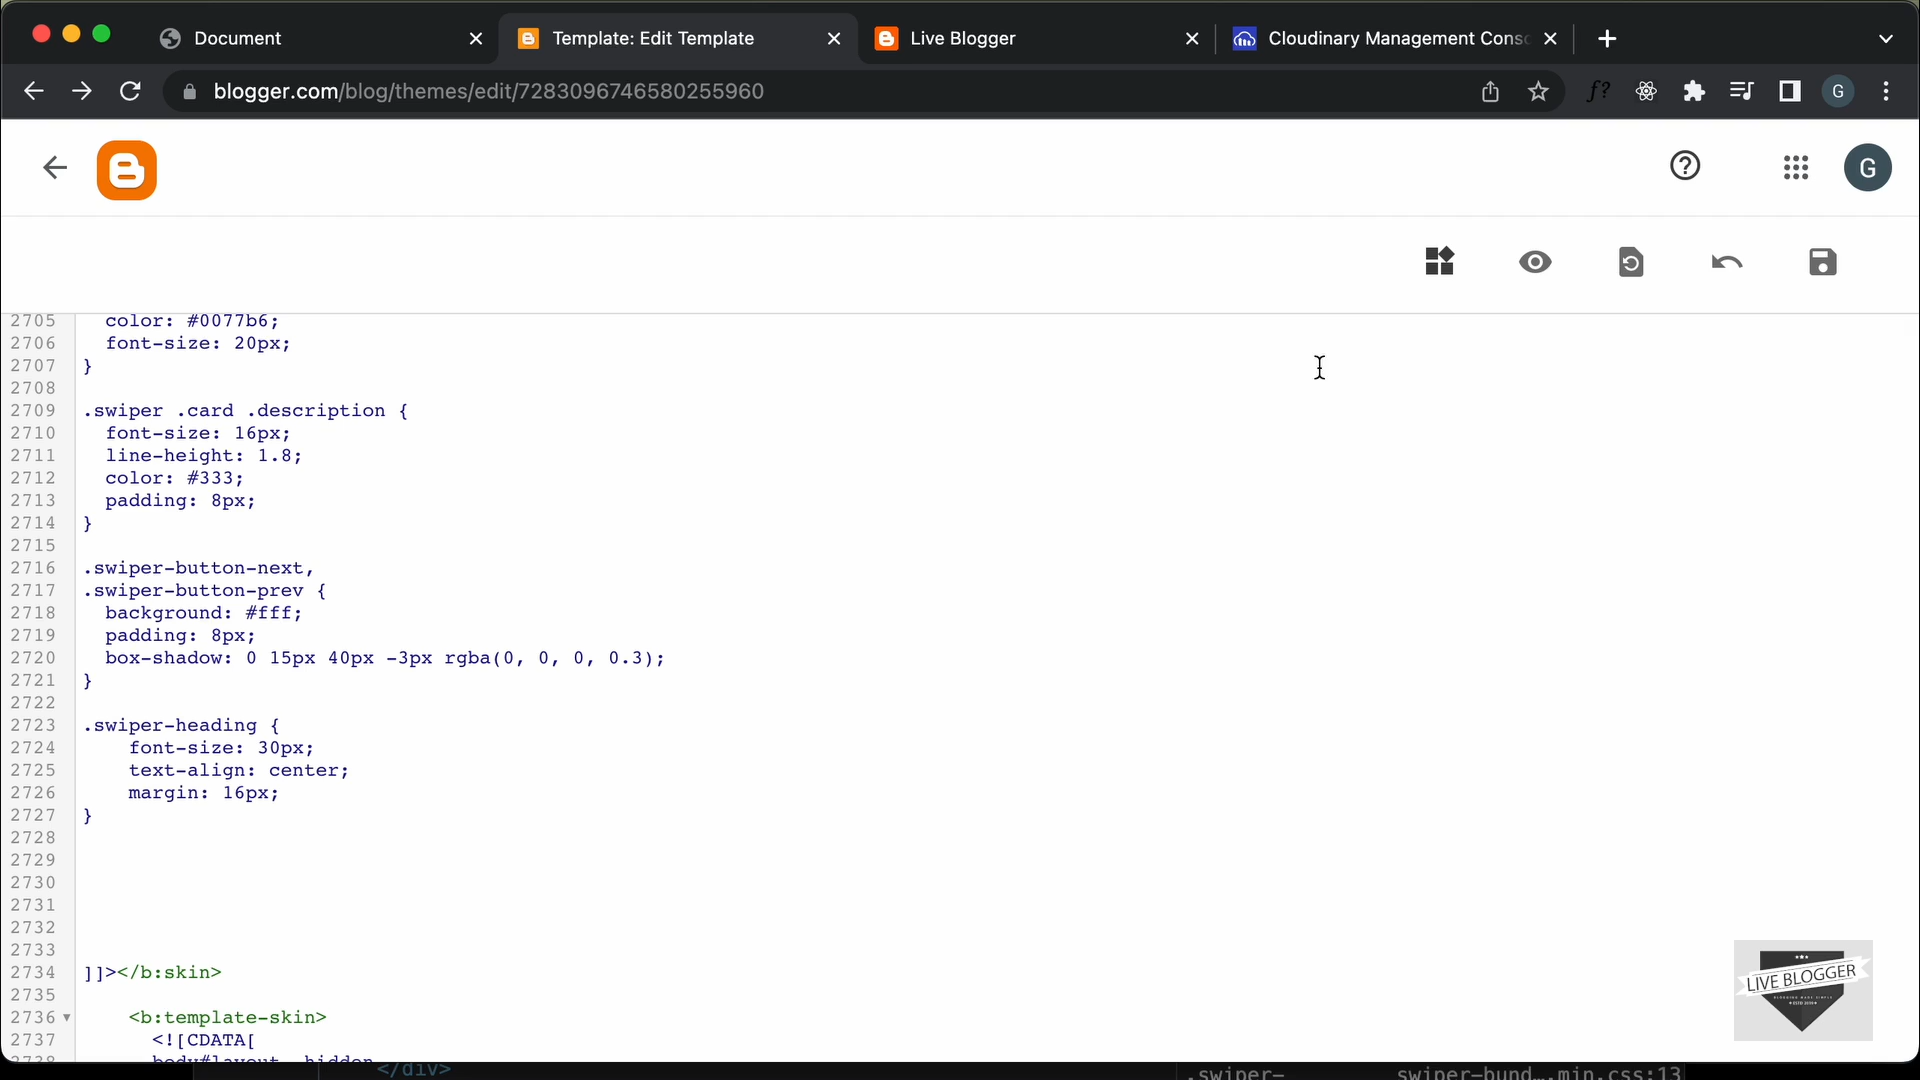 Document
Template: Edit Template
Live Blogger
Cloudinary Management Conso
blogger.com/blog/themes/edit/7283096746580255960
f?
G
G
2705 color: #0077b6;
2706 font-size: 20px;
2707 }
2708
2709 .swiper .card .description {
2710 font-size: 16px;
2711 line-height: 1.8;
2712 color: #333;
2713 padding: 8px;
2714 }
2715
2716 .swiper-button-next,
2717 .swiper-button-prev {
2718 background: #fff;
2719 padding: 8px;
2720 box-shadow: 0 15px 40px -3px rgba(0, 0, 0, 0.3);
2721 }
2722
2723 .swiper-heading {
2724 font-size: 30px;
2725 text-align: center;
2726 margin: 16px;
2727 }
2728
2729
2730
2731
2732
2733
2734 ]]></b:skin>
2735
2736 <b:template-skin>
2737 <![CDATA[
2738 body#layout .hidden,
</div>
.swiper-
swiper-bund….min.css:13
LIVE BLOGGER